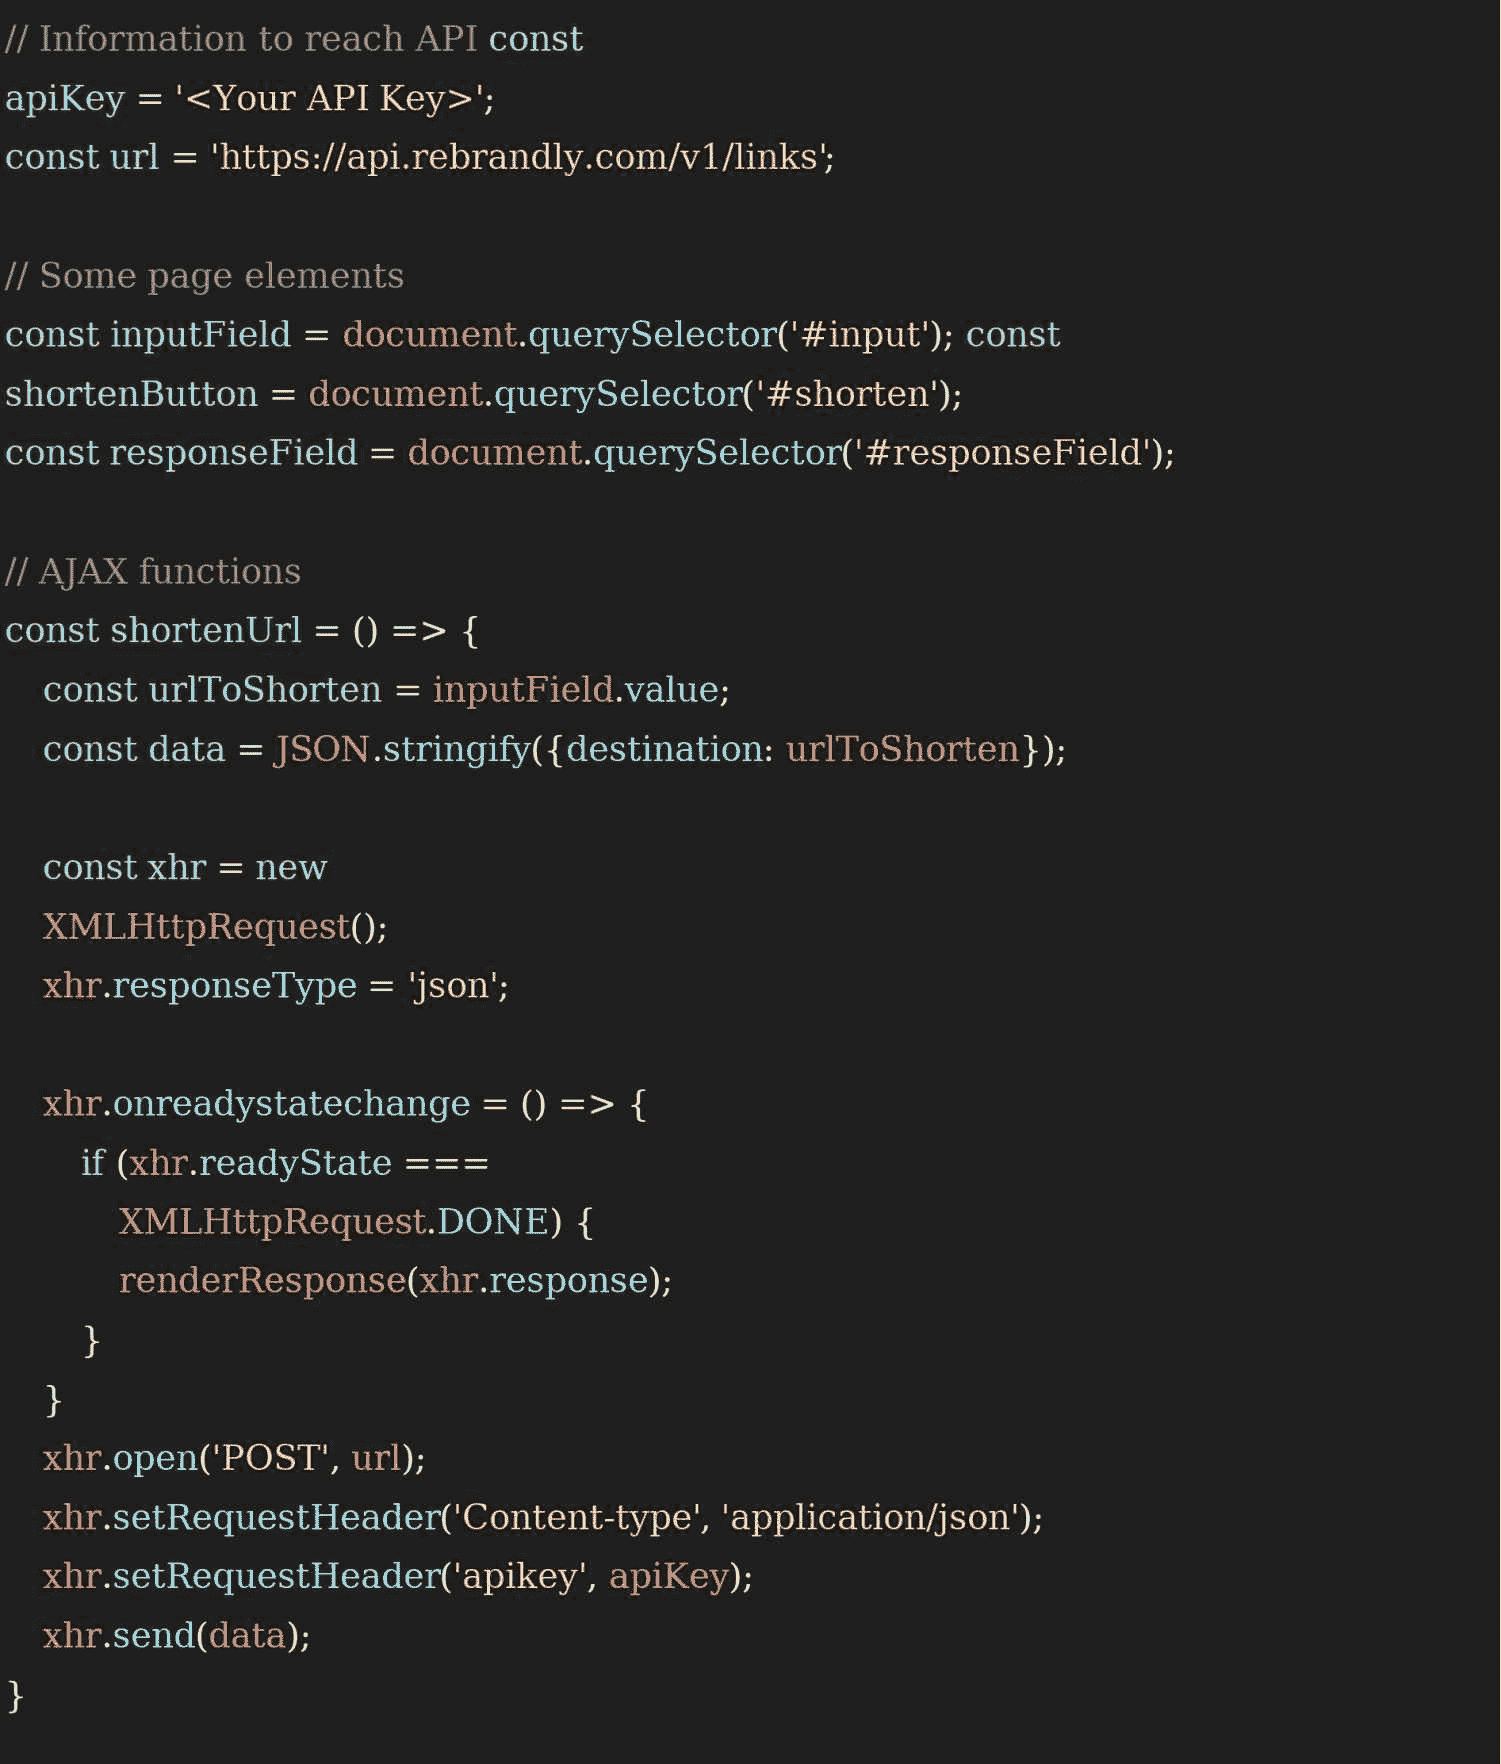 // Information to reach API const
apiKey = '<Your API Key>';
const url = 'https://api.rebrandly.com/v1/links';
// Some page elements
const inputField = document.querySelector('#input'); const
shortenButton = document.querySelector('#shorten');
const responseField = document.querySelector('#responseField');
// AJAX functions
const shortenUrl = () => {
const urlToShorten = inputField.value;
const data = JSON.stringify({destination: urlToShorten});
const xhr = new
XMLHttpRequest();
xhr.responseType = 'json';
xhr.onreadystatechange = () => {
if (xhr.readyState ===
XMLHttpRequest.DONE) {
renderResponse(xhr.response);
}
}
xhr.open('POST', url);
xhr.setRequestHeader('Content-type', 'application/json');
xhr.setRequestHeader('apikey', apiKey);
xhr.send(data);
}